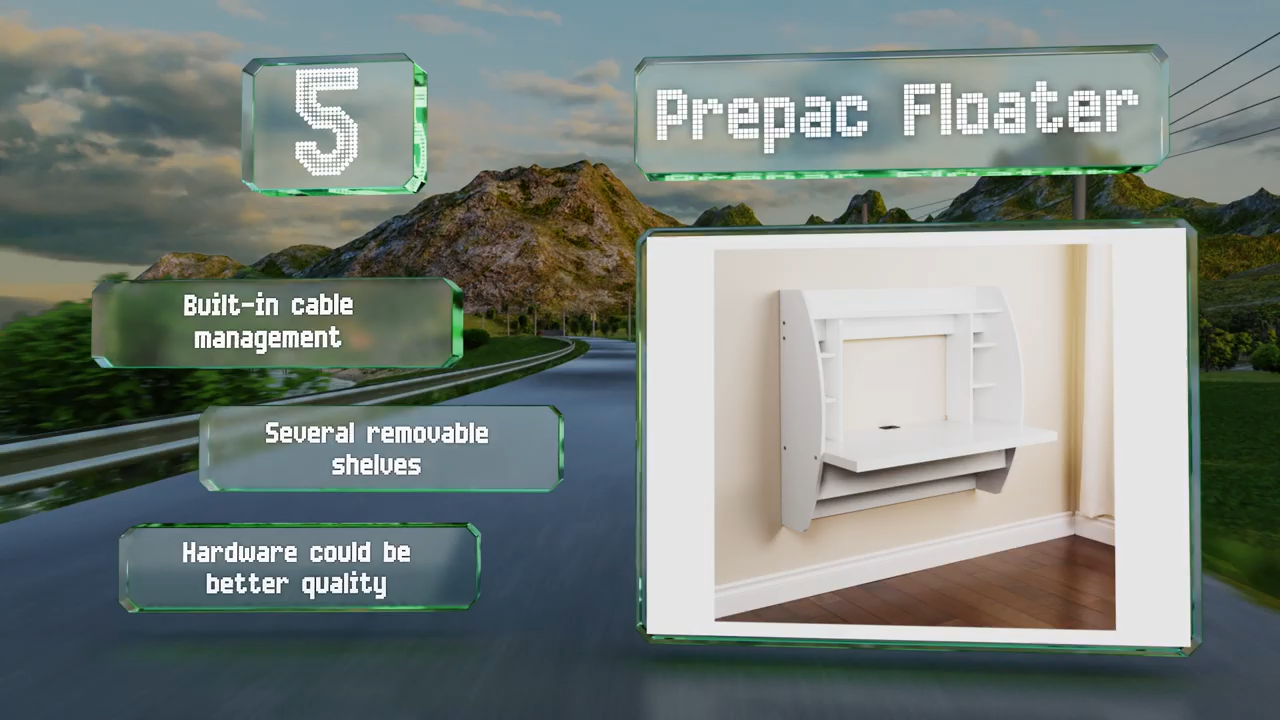 5
Prepac Floater
Built-in cable
management
Several removable
shelves
Hardware could be
better quality